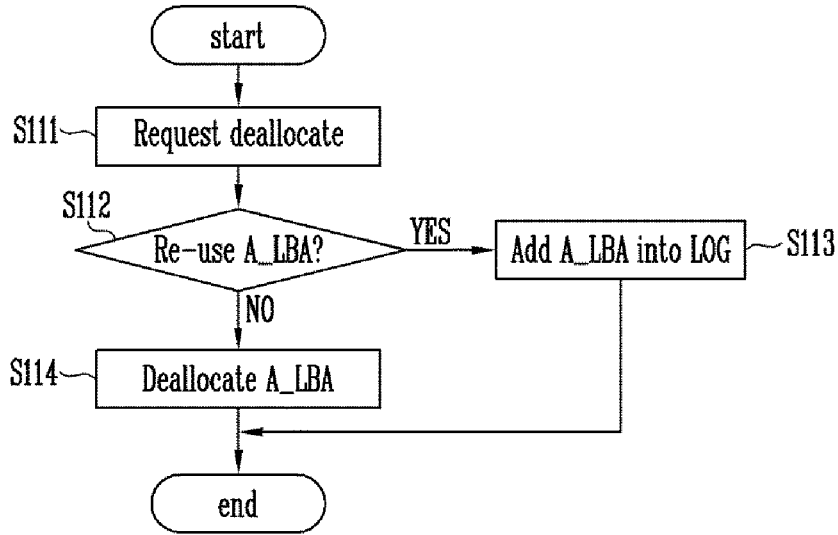 start
S111
Request deallocate
S112
Re-use A_LBA?
YES
Add A_LBA into LOG
S113
NO
S114
Deallocate A_LBA
end